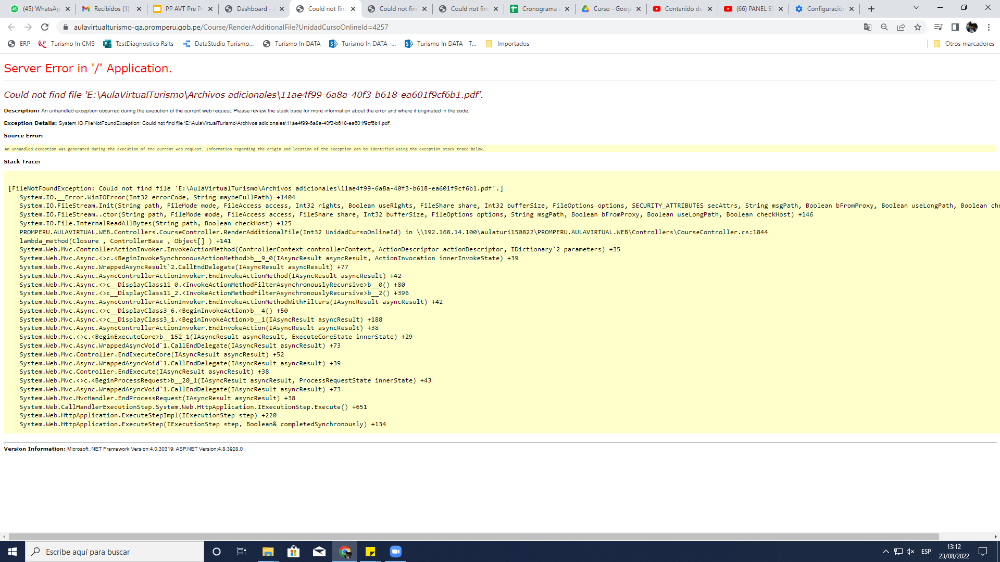 (45) WhatsAp
Recibidos (1)
PP AVT Pre Pr
Dashboard - A
Could not find
Could not find
Could not find
Cronograma a
Curso - Goog
Contenido de
(66) PANEL EX
Configuración
aulavirtualturismo-qa.promperu.gob.pe/Course/RenderAdditionalFile?UnidadCursoOnlineId=4257
ERP
Turismo In CMS
TestDiagnostico Rslts
DataStudio Turismo...
Turismo In DATA
Turismo In DATA -...
Turismo In DATA - T...
Importados
Otros marcadores
Server Error in '/' Application.
Could not find file 'E:\AulaVirtualTurismo\Archivos adicionales\11ae4f99-6a8a-40f3-b618-ea601f9cf6b1.pdf'.
Description: An unhandled exception occurred during the execution of the current web request. Please review the stack trace for more information about the error and where it originated in the code.
Exception Details: System.IO.FileNotFoundException: Could not find file 'E:\AulaVirtualTurismo\Archivos adicionales\11ae4f99-6a8a-40f3-b618-ea601f9cf6b1.pdf'.
Source Error:
An unhandled exception was generated during the execution of the current web request. Information regarding the origin and location of the exception can be identified using the exception stack trace below.
Stack Trace:
[FileNotFoundException: Could not find file 'E:\AulaVirtualTurismo\Archivos adicionales\11ae4f99-6a8a-40f3-b618-ea601f9cf6b1.pdf'.]
System.IO.__Error.WinIOError(Int32 errorCode, String maybeFullPath) +1404
System.IO.FileStream.Init(String path, FileMode mode, FileAccess access, Int32 rights, Boolean useRights, FileShare share, Int32 bufferSize, FileOptions options, SECURITY_ATTRIBUTES secAttrs, String msgPath, Boolean bFromProxy, Boolean useLongPath, Boolean che
System.IO.FileStream..ctor(String path, FileMode mode, FileAccess access, FileShare share, Int32 bufferSize, FileOptions options, String msgPath, Boolean bFromProxy, Boolean useLongPath, Boolean checkHost) +146
System.IO.File.InternalReadAllBytes(String path, Boolean checkHost) +125
PROMPERU.AULAVIRTUAL.WEB.Controllers.CourseController.RenderAdditionalFile(Int32 UnidadCursoOnlineId) in \\192.168.14.100\aulaturi150822\PROMPERU.AULAVIRTUAL.WEB\Controllers\CourseController.cs:1844
lambda_method(Closure , ControllerBase , Object[] ) +141
System.Web.Mvc.ControllerActionInvoker.InvokeActionMethod(ControllerContext controllerContext, ActionDescriptor actionDescriptor, IDictionary`2 parameters) +35
System.Web.Mvc.Async.<>c.<BeginInvokeSynchronousActionMethod>b__9_0(IAsyncResult asyncResult, ActionInvocation innerInvokeState) +39
System.Web.Mvc.Async.WrappedAsyncResult`2.CallEndDelegate(IAsyncResult asyncResult) +77
System.Web.Mvc.Async.AsyncControllerActionInvoker.EndInvokeActionMethod(IAsyncResult asyncResult) +42
System.Web.Mvc.Async.<>c__DisplayClass11_0.<InvokeActionMethodFilterAsynchronouslyRecursive>b__0() +80
System.Web.Mvc.Async.<>c__DisplayClass11_2.<InvokeActionMethodFilterAsynchronouslyRecursive>b__2() +396
System.Web.Mvc.Async.AsyncControllerActionInvoker.EndInvokeActionMethodWithFilters(IAsyncResult asyncResult) +42
System.Web.Mvc.Async.<>c__DisplayClass3_6.<BeginInvokeAction>b__4() +50
System.Web.Mvc.Async.<>c__DisplayClass3_1.<BeginInvokeAction>b__1(IAsyncResult asyncResult) +188
System.Web.Mvc.Async.AsyncControllerActionInvoker.EndInvokeAction(IAsyncResult asyncResult) +38
System.Web.Mvc.<>c.<BeginExecuteCore>b__152_1(IAsyncResult asyncResult, ExecuteCoreState innerState) +29
System.Web.Mvc.Async.WrappedAsyncVoid`1.CallEndDelegate(IAsyncResult asyncResult) +73
System.Web.Mvc.Controller.EndExecuteCore(IAsyncResult asyncResult) +52
System.Web.Mvc.Async.WrappedAsyncVoid`1.CallEndDelegate(IAsyncResult asyncResult) +39
System.Web.Mvc.Controller.EndExecute(IAsyncResult asyncResult) +38
System.Web.Mvc.<>c.<BeginProcessRequest>b__20_1(IAsyncResult asyncResult, ProcessRequestState innerState) +43
System.Web.Mvc.Async.WrappedAsyncVoid`1.CallEndDelegate(IAsyncResult asyncResult) +73
System.Web.Mvc.MvcHandler.EndProcessRequest(IAsyncResult asyncResult) +38
System.Web.CallHandlerExecutionStep.System.Web.HttpApplication.IExecutionStep.Execute() +651
System.Web.HttpApplication.ExecuteStepImpl(IExecutionStep step) +220
System.Web.HttpApplication.ExecuteStep(IExecutionStep step, Boolean& completedSynchronously) +134
Version Information: Microsoft .NET Framework Version:4.0.30319; ASP.NET Version:4.8.3928.0
Escribe aquí para buscar
ESP
13:12
23/08/2022